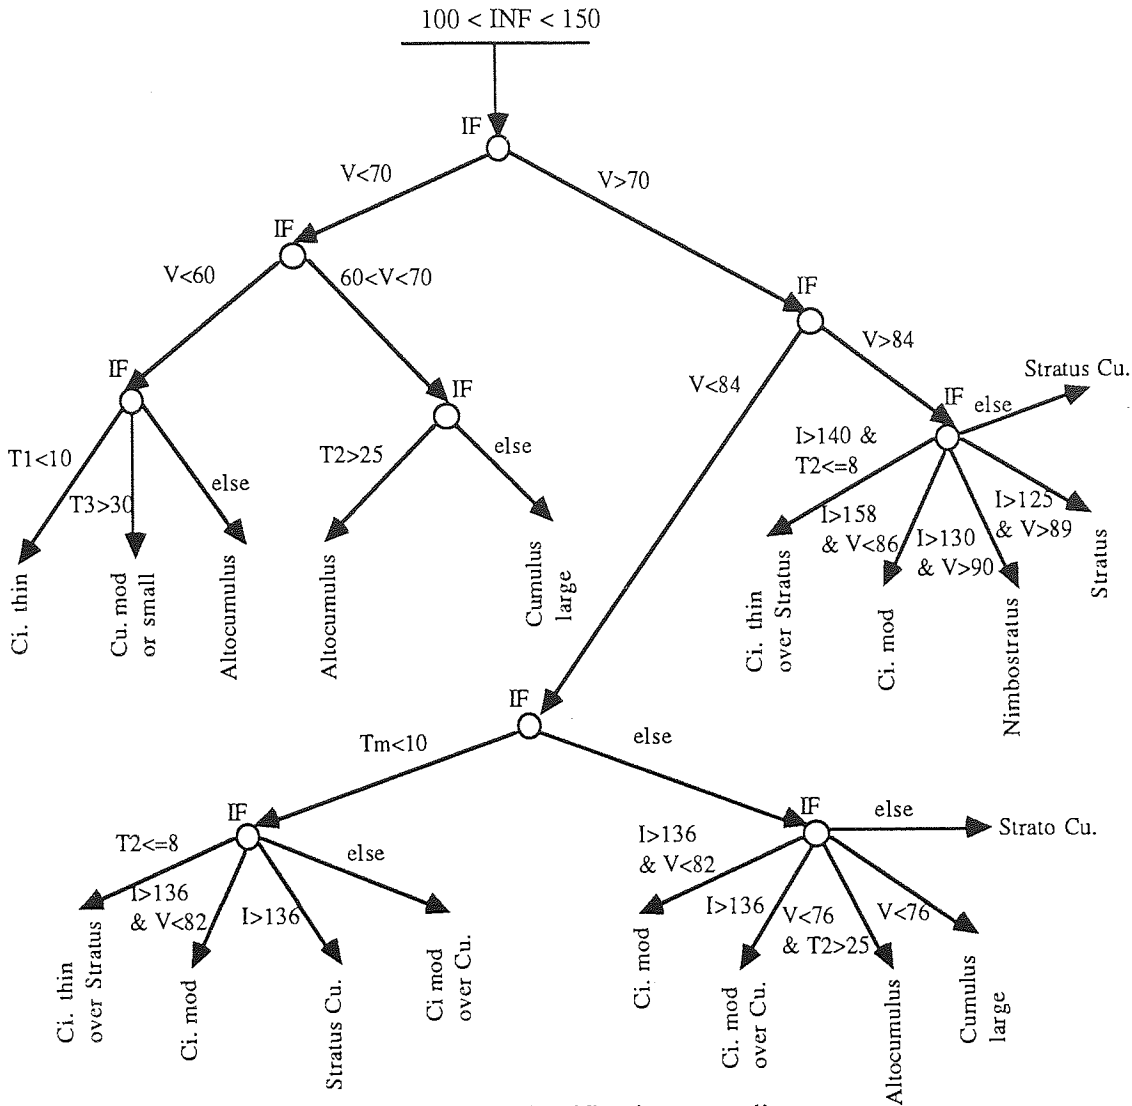 100 < INF < 150
IF
V<70
V>70
IF
V<60
60<V<70
IF
V<84
V>84
IF
T1<10
T3>30
else
Ci. thin
Cu. mod
or small
Altocumulus
IF
T2>25
else
Altocumulus
Cumulus
large
IF
else
Stratus Cu.
I>140 &
T2<=8
I>158
& V<86
I>130
& V>90
I>125
& V>89
Ci. thin
over Stratus
Ci. mod
Nimbostratus
Stratus
IF
Tm<10
else
IF
T2<=8
I>136
& V<82
I>136
else
Ci. thin
over Stratus
Ci. mod
Stratus Cu.
Ci mod
over Cu.
IF
else
Strato Cu.
I>136
& V<82
I>136
V<76
& T2>25
V<76
Ci. mod
Ci. mod
over Cu.
Altocumulus
Cumulus
large